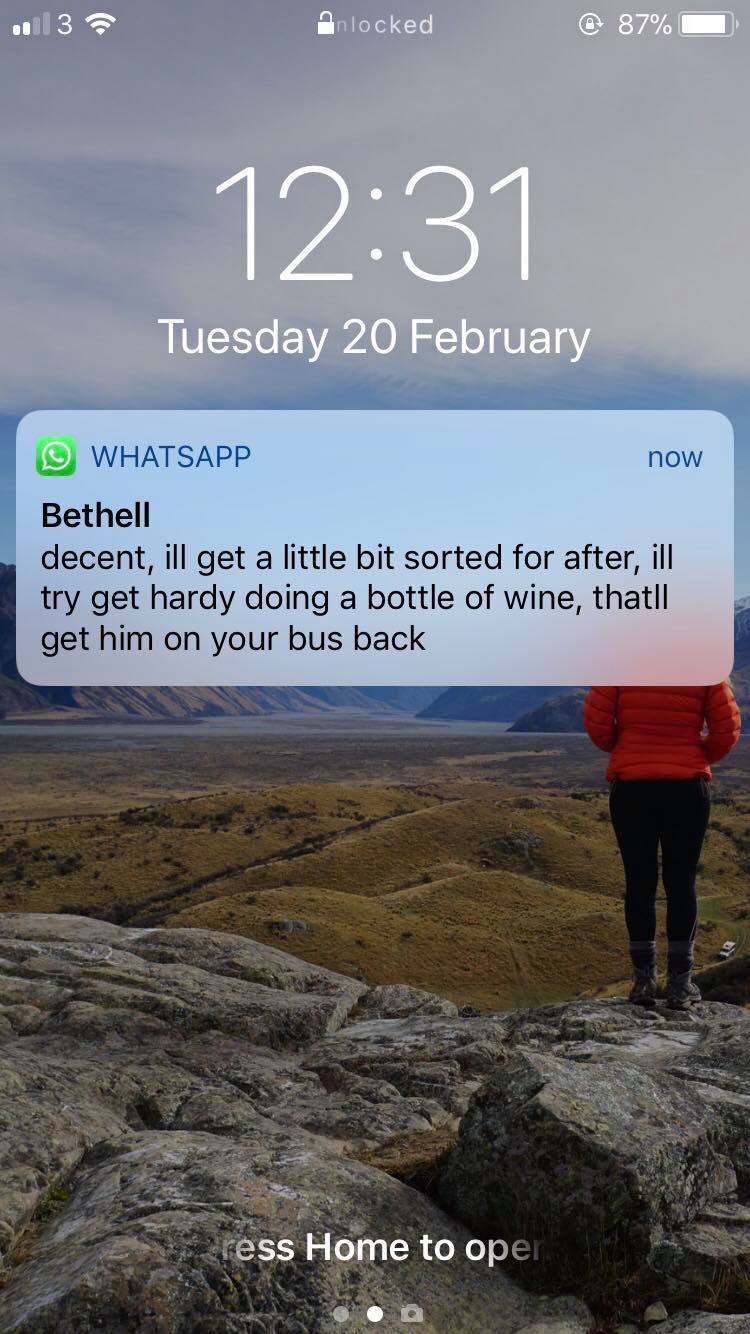 3 nlocked 87%
12:31
Tuesday 20 February
WHATSAPP now
Bethell
decent, ill get a little bit sorted for after, ill
try get hardy doing a bottle of wine, thatll
get him on your bus back
ress Home to open